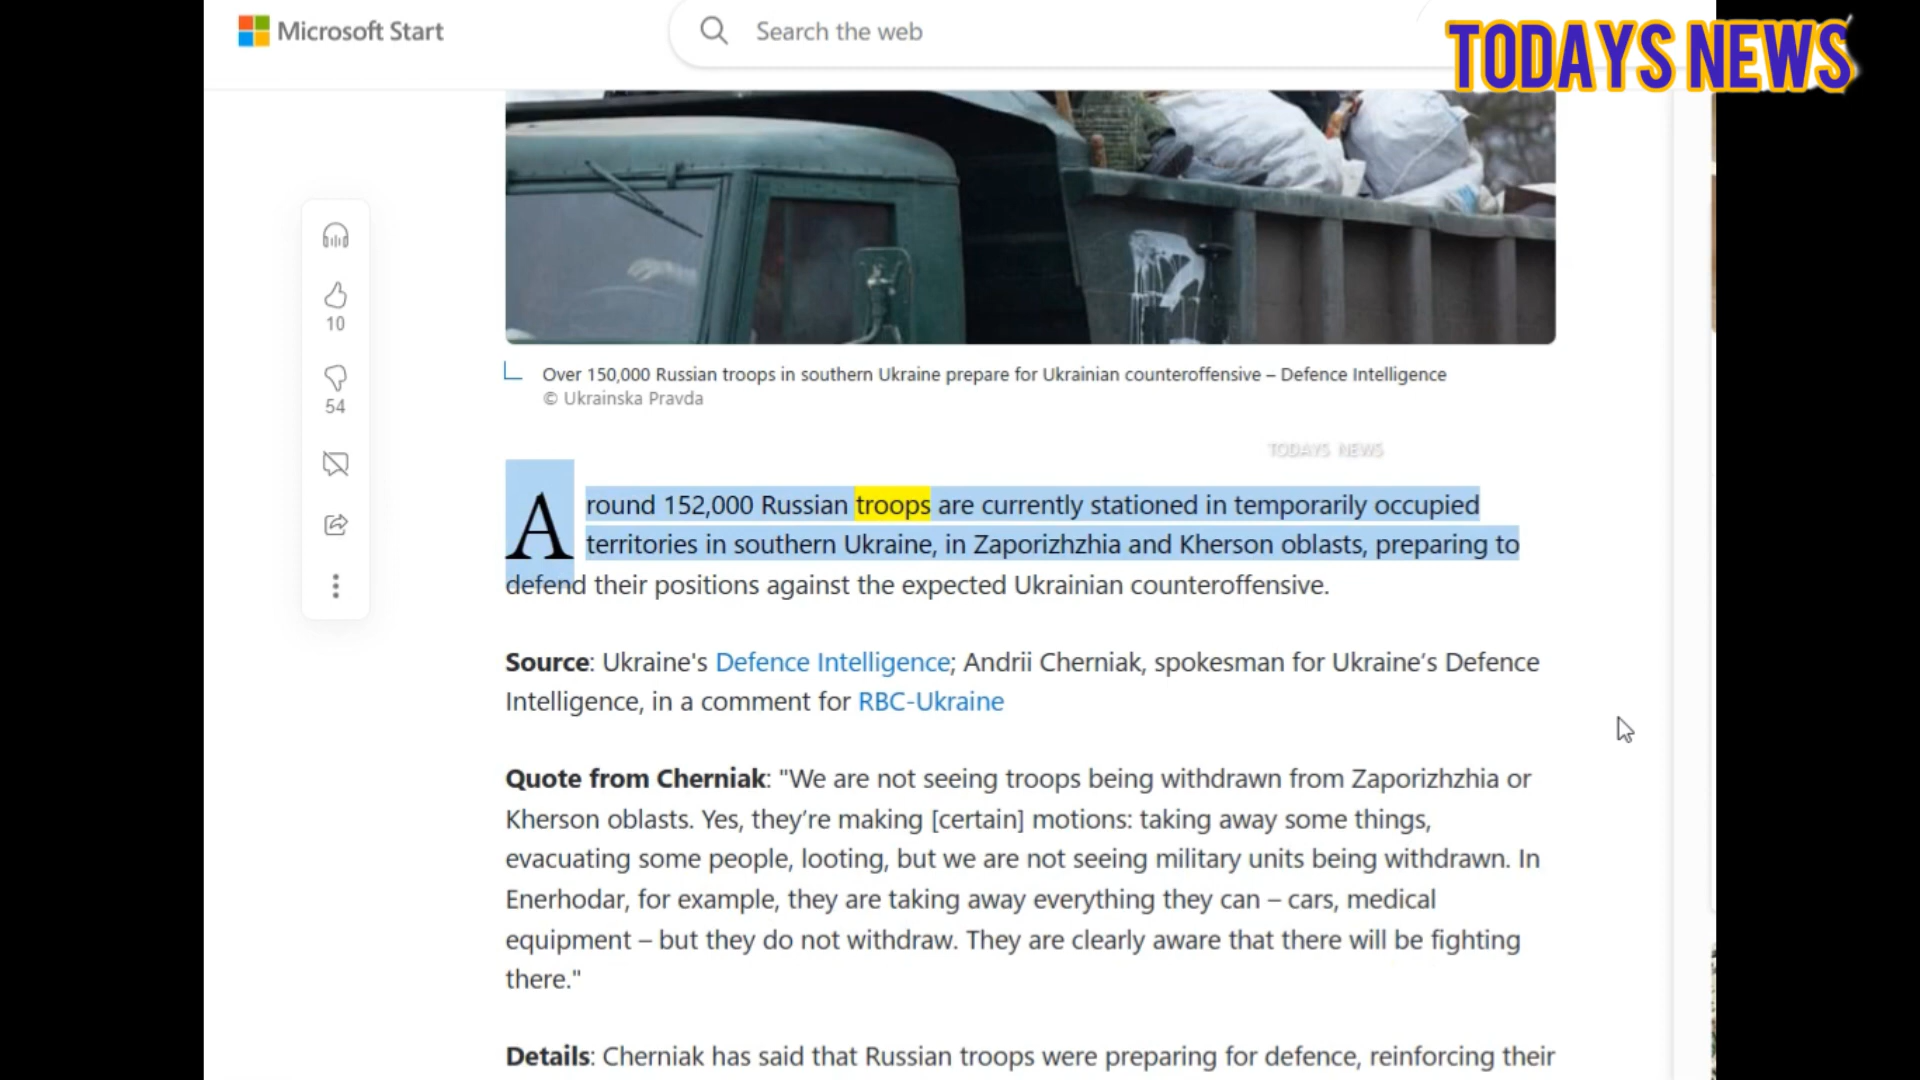 Microsoft Start
Search the web
TODAYS NEWS
10
54
Over 150,000 Russian troops in southern Ukraine prepare for Ukrainian counteroffensive – Defence Intelligence
© Ukrainska Pravda
TODAYS NEWS
Around 152,000 Russian troops are currently stationed in temporarily occupied
territories in southern Ukraine, in Zaporizhzhia and Kherson oblasts, preparing to
defend their positions against the expected Ukrainian counteroffensive.
Source: Ukraine's Defence Intelligence; Andrii Cherniak, spokesman for Ukraine’s Defence
Intelligence, in a comment for RBC-Ukraine
Quote from Cherniak: "We are not seeing troops being withdrawn from Zaporizhzhia or
Kherson oblasts. Yes, they’re making [certain] motions: taking away some things,
evacuating some people, looting, but we are not seeing military units being withdrawn. In
Enerhodar, for example, they are taking away everything they can – cars, medical
equipment – but they do not withdraw. They are clearly aware that there will be fighting
there."
Details: Cherniak has said that Russian troops were preparing for defence, reinforcing their